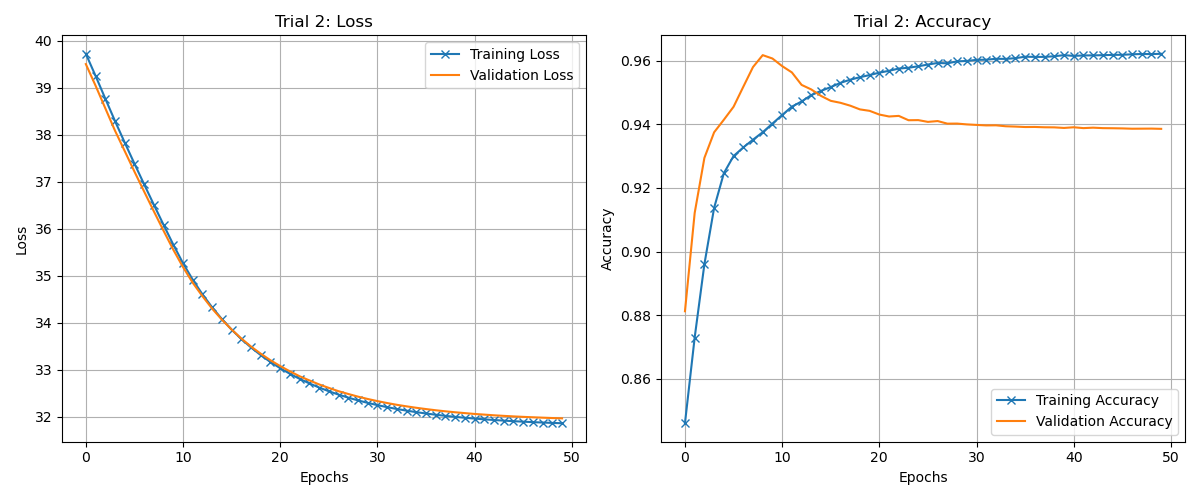 Trial 2: Loss
40
39
38
37
36
35
34
33
32
Loss
0
10
20
30
40
50
Epochs
Training Loss
Validation Loss
Trial 2: Accuracy
0.96
0.94
0.92
0.90
0.88
0.86
Accuracy
0
10
20
30
40
50
Epochs
Training Accuracy
Validation Accuracy